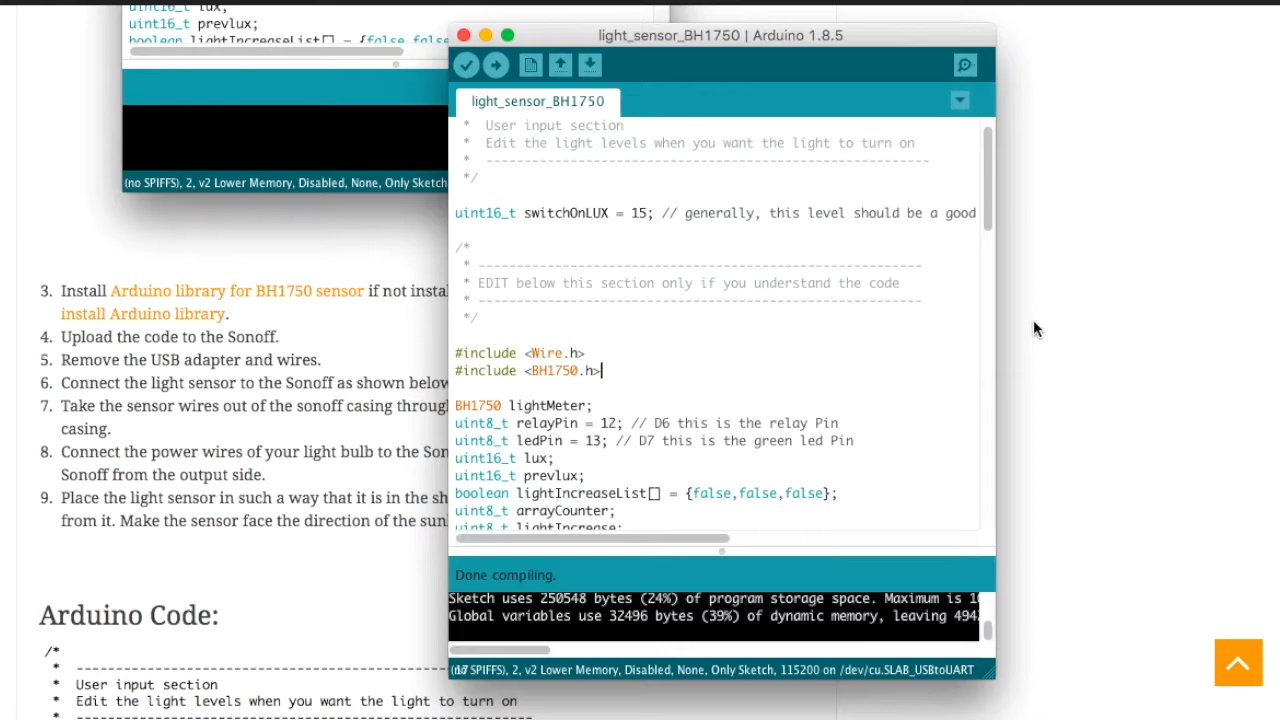 uint16_t lux;
uint16_t prevlux;
boolean lightIncreaseList[] = {false,false
(no SPIFFS), 2, v2 Lower Memory, Disabled, None, Only Sketch
3. Install Arduino library for BH1750 sensor if not insta
install Arduino library.
4. Upload the code to the Sonoff.
5. Remove the USB adapter and wires.
6. Connect the light sensor to the Sonoff as shown below
7. Take the sensor wires out of the sonoff casing through
casing.
8. Connect the power wires of your light bulb to the Son
Sonoff from the output side.
9. Place the light sensor in such a way that it is in the sh
from it. Make the sensor face the direction of the sun
Arduino Code:
/*
* -----------------------------------------------------------
* User input section
* Edit the light levels when you want the light to turn on
* -----------------------------------------------------------
light_sensor_BH1750 | Arduino 1.8.5
light_sensor_BH1750
* User input section
* Edit the light levels when you want the light to turn on
* ----------------------------------------------------------
*/
uint16_t switchOnLUX = 15; // generally, this level should be a good
/*
* ----------------------------------------------------------
* EDIT below this section only if you understand the code
* ----------------------------------------------------------
*/
#include <Wire.h>
#include <BH1750.h>
BH1750 lightMeter;
uint8_t relayPin = 12; // D6 this is the relay Pin
uint8_t ledPin = 13; // D7 this is the green led Pin
uint16_t lux;
uint16_t prevlux;
boolean lightIncreaseList[] = {false,false,false};
uint8_t arrayCounter;
uint8_t lightIncrease;
Done compiling.
Sketch uses 250548 bytes (24%) of program storage space. Maximum is 10
Global variables use 32496 bytes (39%) of dynamic memory, leaving 494
SPIFFS), 2, v2 Lower Memory, Disabled, None, Only Sketch, 115200 on /dev/cu.SLAB_USBtoUART